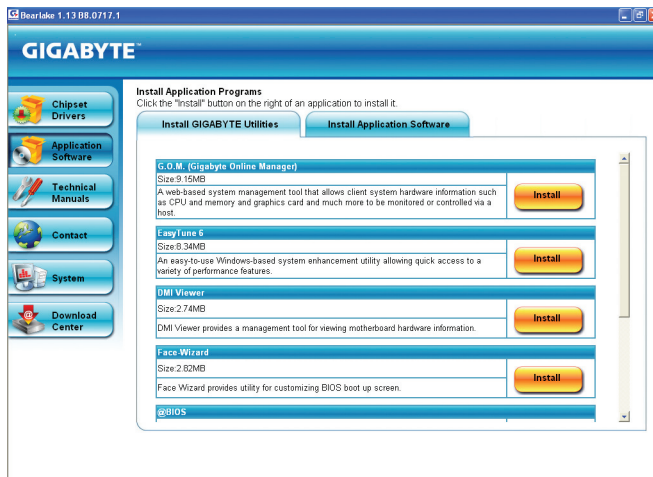 Bearlake 1.13 B8.0717.1
GIGABYTE™
Chipset
Drivers
Application
Software
Technical
Manuals
Contact
System
Download
Center
Install Application Programs
Click the "Install" button on the right of an application to install it.
Install GIGABYTE Utilities
Install Application Software
G.O.M. (Gigabyte Online Manager)
Size:9.15MB
A web-based system management tool that allows client system hardware information such
as CPU and memory and graphics card and much more to be monitored or controlled via a
host.
Install
EasyTune 6
Size:8.34MB
An easy-to-use Windows-based system enhancement utility allowing quick access to a
variety of performance features.
Install
DMI Viewer
Size:2.74MB
DMI Viewer provides a management tool for viewing motherboard hardware information.
Install
Face-Wizard
Size:2.82MB
Face Wizard provides utility for customizing BIOS boot up screen.
Install
@BIOS